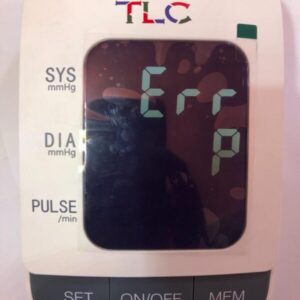 TLC
SYS
mmHg
Err
DIA
mmHg
P
PULSE
/min
SET ON/OFF MEM